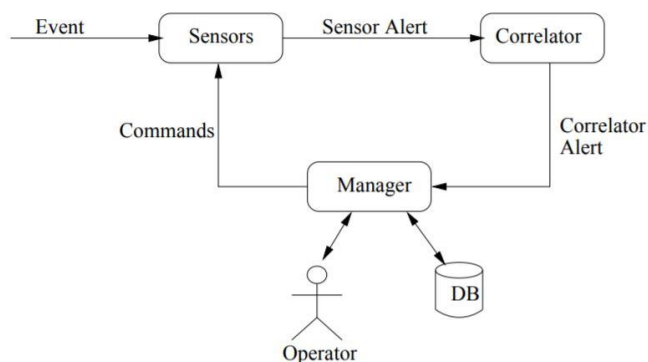 Event
Sensors
Sensor Alert
Correlator
Commands
Correlator
Alert
Manager
DB
Operator